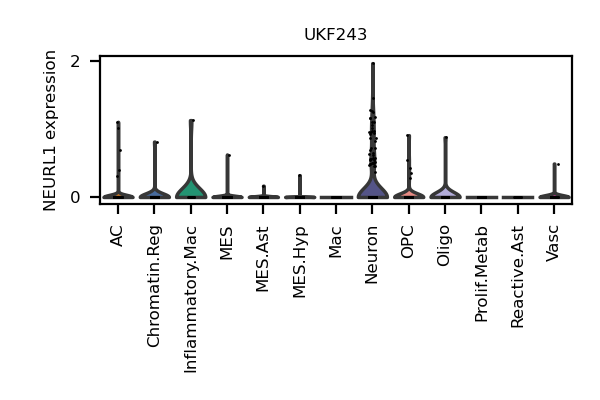 UKF243
NEURL1 expression
2
0
AC
Chromatin.Reg
Inflammatory.Mac
MES
MES.Ast
MES.Hyp
Mac
Neuron
OPC
Oligo
Prolif.Metab
Reactive.Ast
Vasc